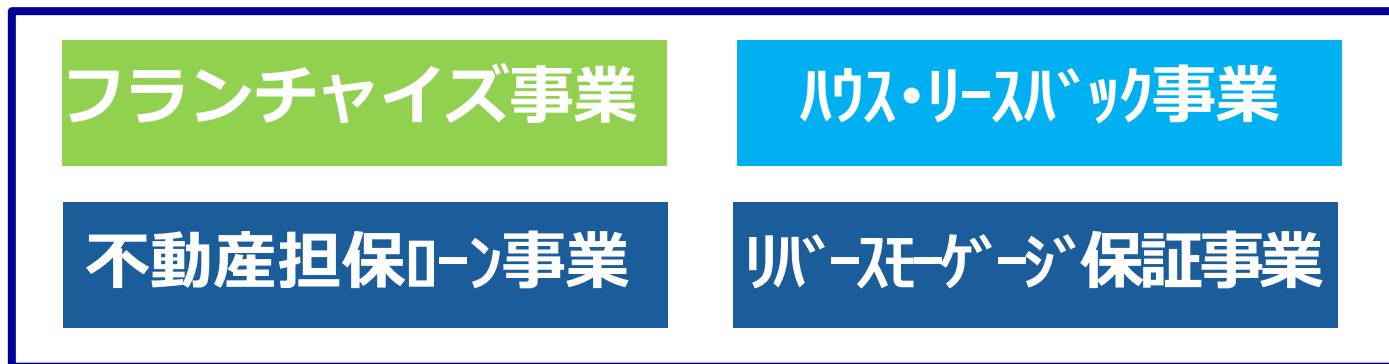 フランチャイズ事業
ﾊｳｽ・ﾘｰｽﾊﾞｯｸ事業
不動産担保ﾛｰﾝ事業
ﾘﾊﾞｰｽﾓｰｹﾞｰｼﾞ保証事業